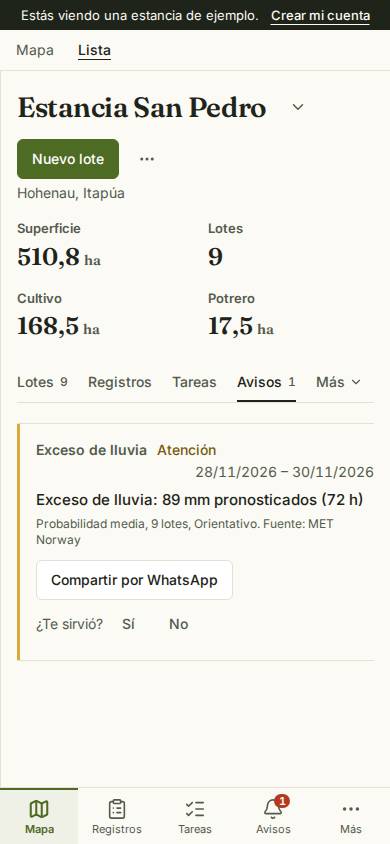 Estás viendo una estancia de ejemplo. Crear mi cuenta
Mapa Lista
Estancia San Pedro
Nuevo lote
Hohenau, Itapúa
Superficie Lotes
510,8 ha 9
Cultivo Potrero
168,5 ha 17,5 ha
Lotes 9 Registros Tareas Avisos 1 Más
Exceso de lluvia Atención
28/11/2026 – 30/11/2026
Exceso de lluvia: 89 mm pronosticados (72 h)
Probabilidad media, 9 lotes, Orientativo. Fuente: MET
Norway
Compartir por WhatsApp
¿Te sirvió? Sí No
1
Mapa Registros Tareas Avisos Más